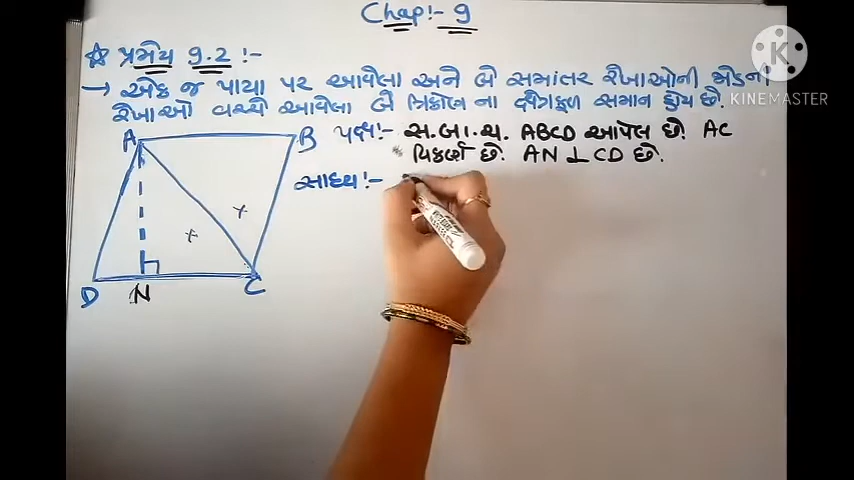 Chap:- 9
☆ પ્રમેય 9.2 :-
→ એક જ પાયા પર આવેલા અને બે સમાંતર રેખાઓની જોડની
રેખાઓ વચ્ચે આવેલા બે ત્રિકોણ ના ક્ષેત્રફળ સમાન હોય છે.
પક્ષ:- સ.બા.ચ. ABCD આપેલ છે. AC
વિકર્ણ છે. AN ⊥ CD છે.
સાધ્ય:-
A
B
D
N
C
KINEMASTER